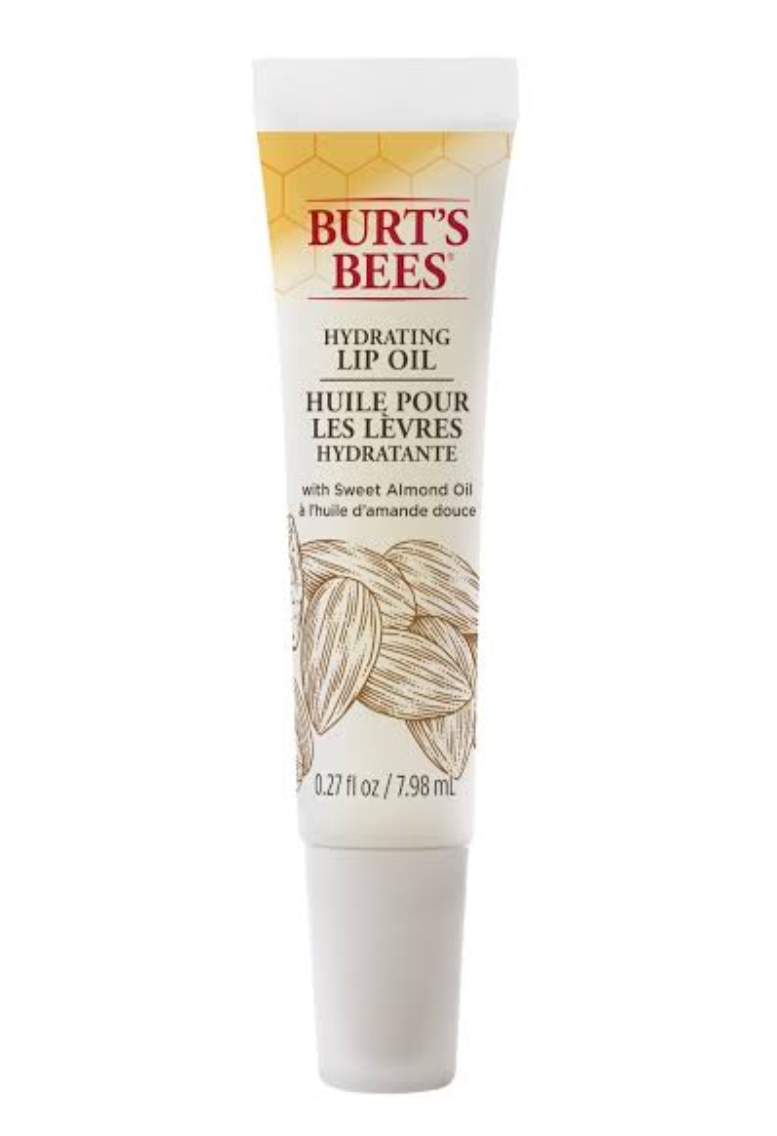 BURT'S
BEES®
HYDRATING
LIP OIL
HUILE POUR
LES LÈVRES
HYDRATANTE
with Sweet Almond Oil
à l'huile d'amande douce
0.27 fl oz / 7.98 mL